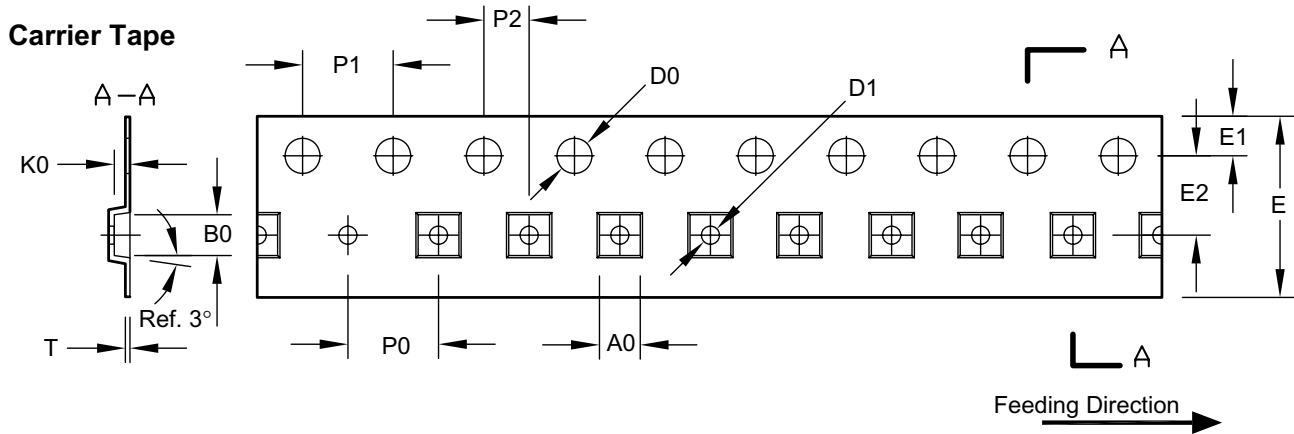 Carrier Tape
P2
P1
A
D0
D1
A-A
E1
K0
E2
E
B0
Ref. 3°
T
P0
A0
A
Feeding Direction